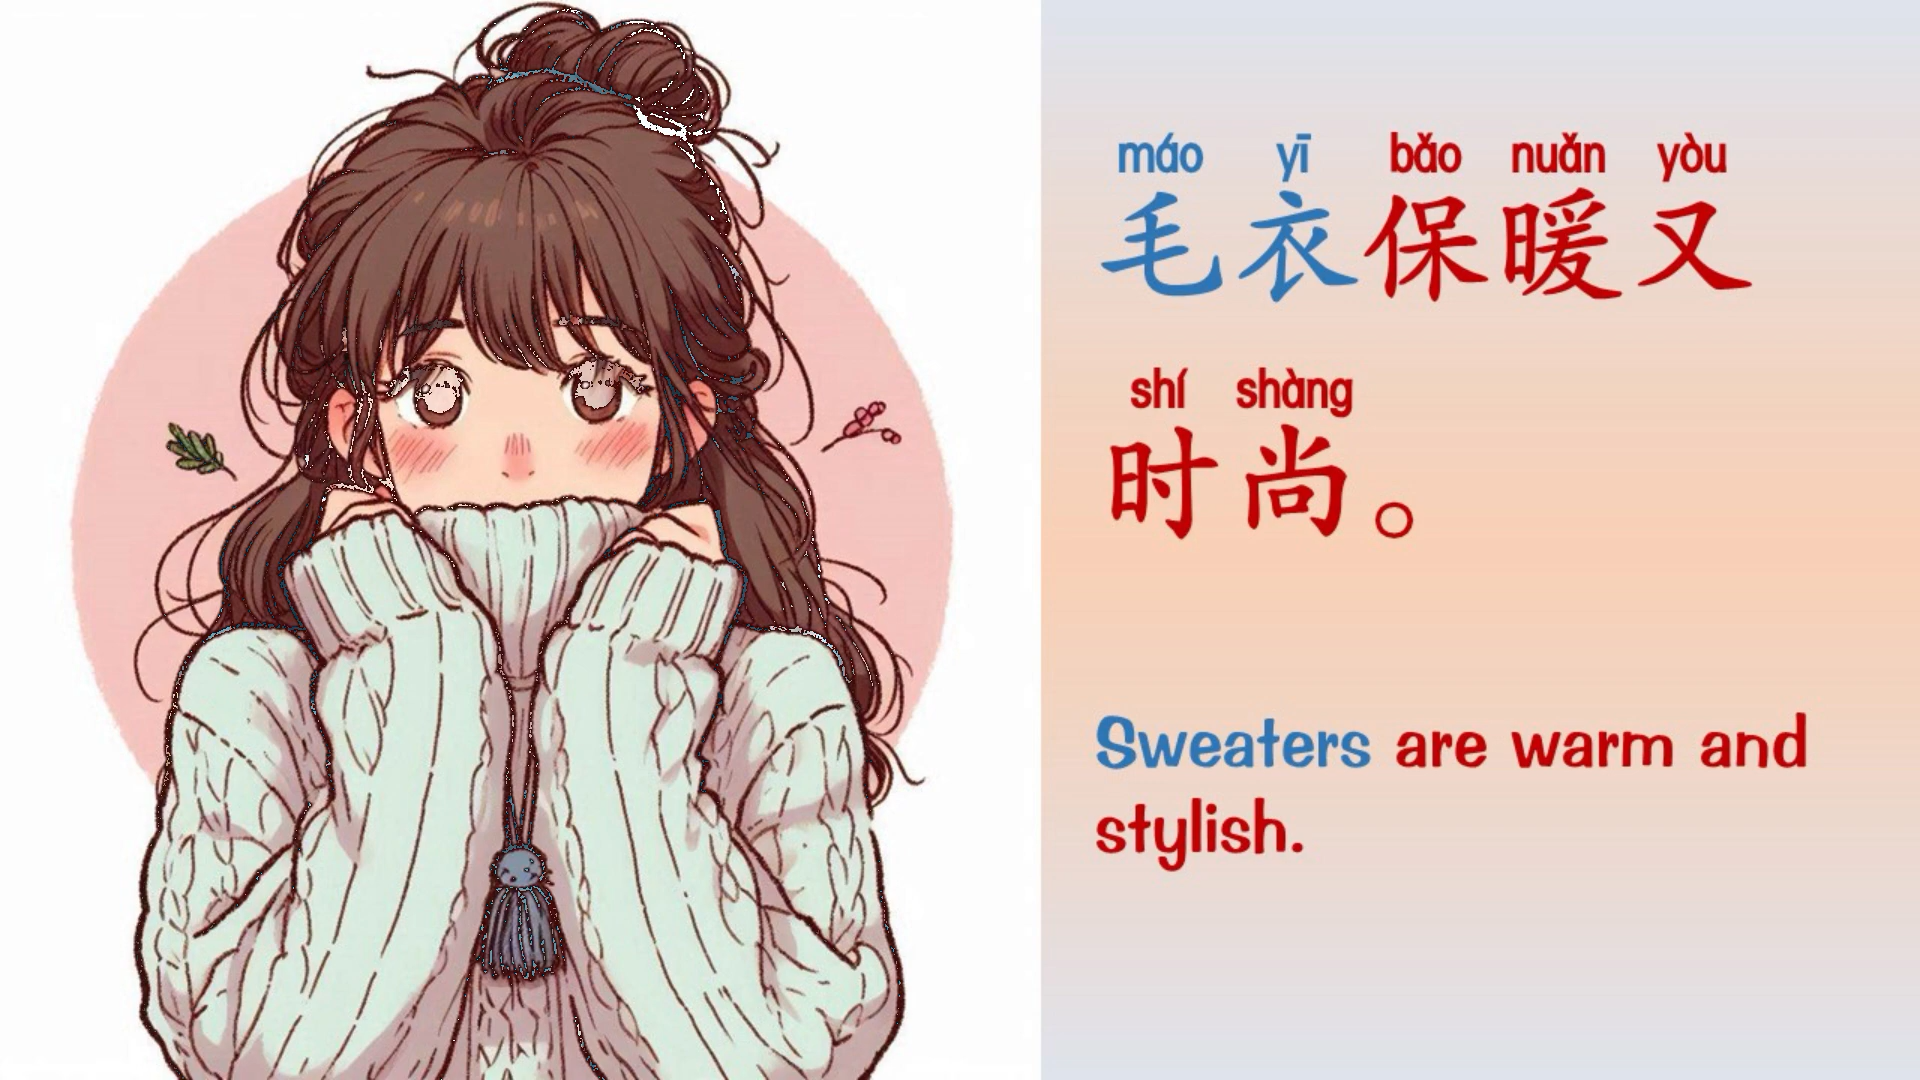 máo yī bǎo nuǎn yòu
毛衣保暖又
shí shàng
时尚。
Sweaters are warm and
stylish.